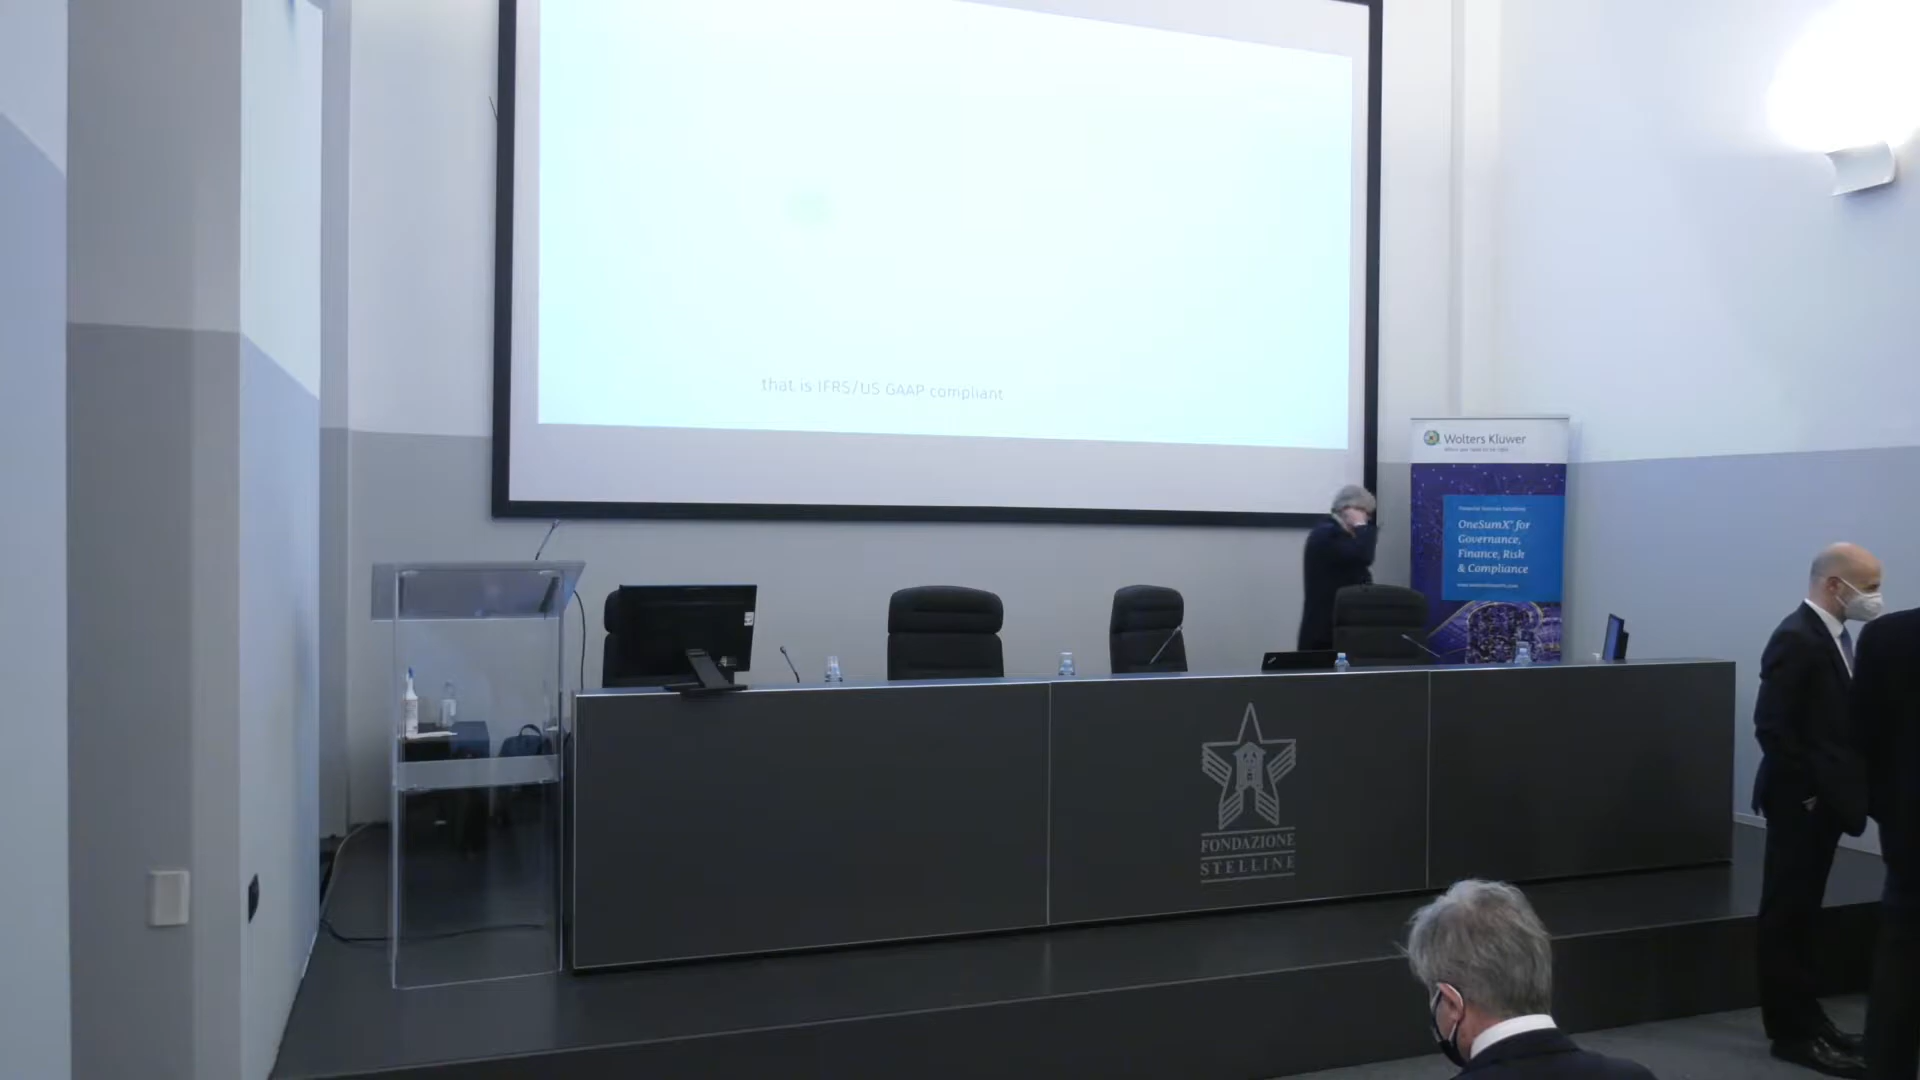 that is IFRS/US GAAP compliant
Wolters Kluwer
OneSumX® for
Governance,
Finance, Risk
& Compliance
FONDAZIONE
STELLINE